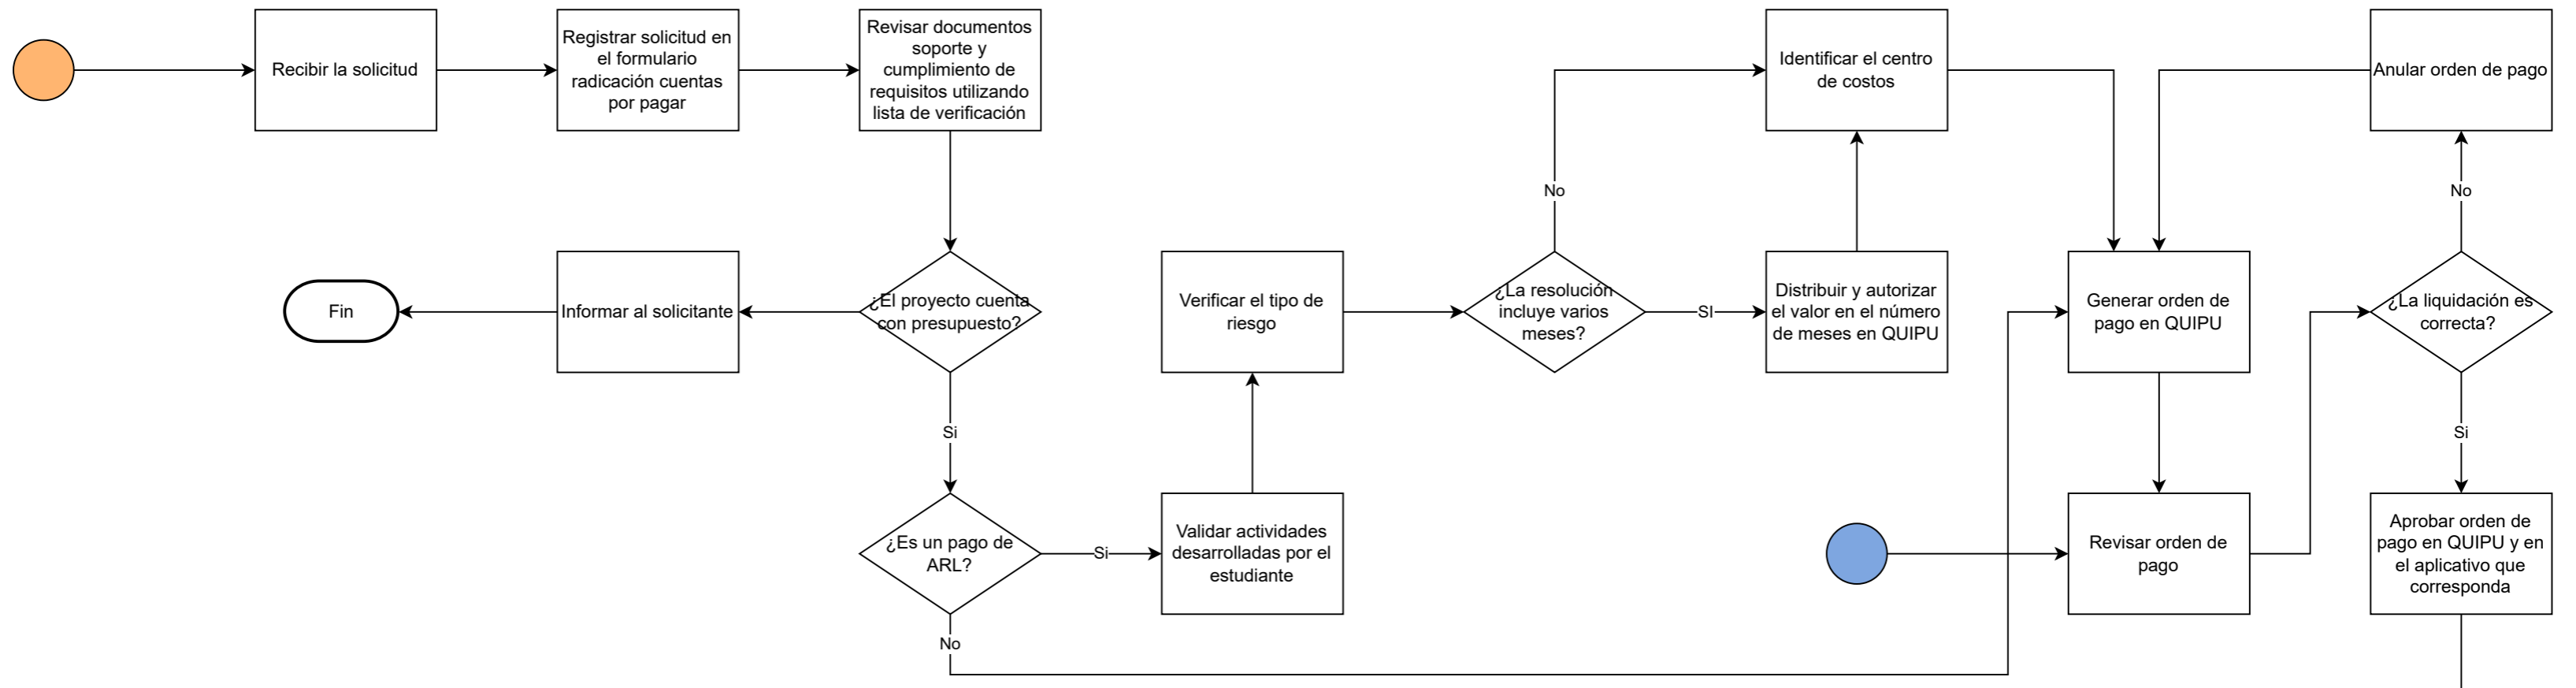 Recibir la solicitud
Registrar solicitud en
el formulario
radicación cuentas
por pagar
Revisar documentos
soporte y
cumplimiento de
requisitos utilizando
lista de verificación
Identificar el centro
de costos
Anular orden de pago
No
No
Fin
Informar al solicitante
¿El proyecto cuenta
con presupuesto?
Verificar el tipo de
riesgo
¿La resolución
incluye varios
meses?
SI
Distribuir y autorizar
el valor en el número
de meses en QUIPU
Generar orden de
pago en QUIPU
¿La liquidación es
correcta?
Si
Si
¿Es un pago de
ARL?
Si
Validar actividades
desarrolladas por el
estudiante
Revisar orden de
pago
Aprobar orden de
pago en QUIPU y en
el aplicativo que
corresponda
No